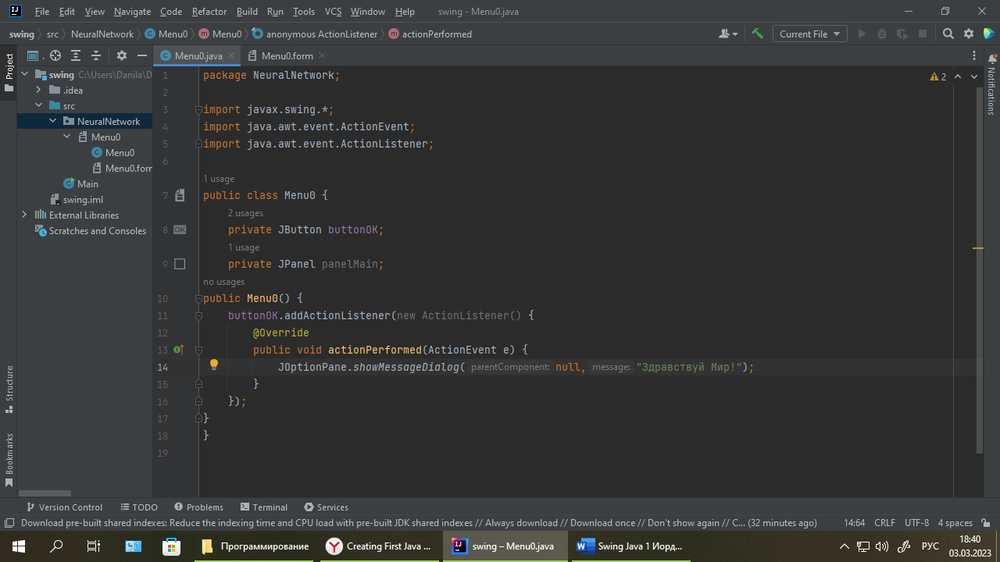 File Edit View Navigate Code Refactor Build Run Tools VCS Window Help swing - Menu0.java
swing src NeuralNetwork Menu0 Menu0 anonymous ActionListener actionPerformed Current File
Project
Menu0.java Menu0.form
swing C:\Users\Danila\D
.idea
src
NeuralNetwork
Menu0
Menu0
Menu0.form
Main
swing.iml
External Libraries
Scratches and Consoles
Structure
Bookmarks
2
Notifications
1 package NeuralNetwork;
2
3 import javax.swing.*;
4 import java.awt.event.ActionEvent;
5 import java.awt.event.ActionListener;
6
1 usage
7 public class Menu0 {
2 usages
8 OK private JButton buttonOK;
1 usage
9 private JPanel panelMain;
no usages
10 public Menu0() {
11 buttonOK.addActionListener(new ActionListener() {
12 @Override
13 public void actionPerformed(ActionEvent e) {
14 JOptionPane.showMessageDialog( parentComponent: null, message: "Здравствуй Мир!");
15 }
16 });
17 }
18 }
19
Version Control TODO Problems Terminal Services
Download pre-built shared indexes: Reduce the indexing time and CPU load with pre-built JDK shared indexes // Always download // Download once // Don't show again // C... (32 minutes ago) 14:64 CRLF UTF-8 4 spaces
Программирование Creating First Java ... swing – Menu0.java Swing Java 1 Иорд... РУС 18:40
03.03.2023